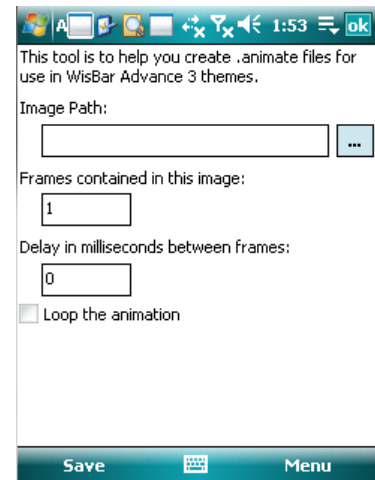 A
1:53
ok
This tool is to help you create .animate files for
use in WisBar Advance 3 themes.
Image Path:
...
Frames contained in this image:
1
Delay in milliseconds between frames:
0
Loop the animation
Save
Menu